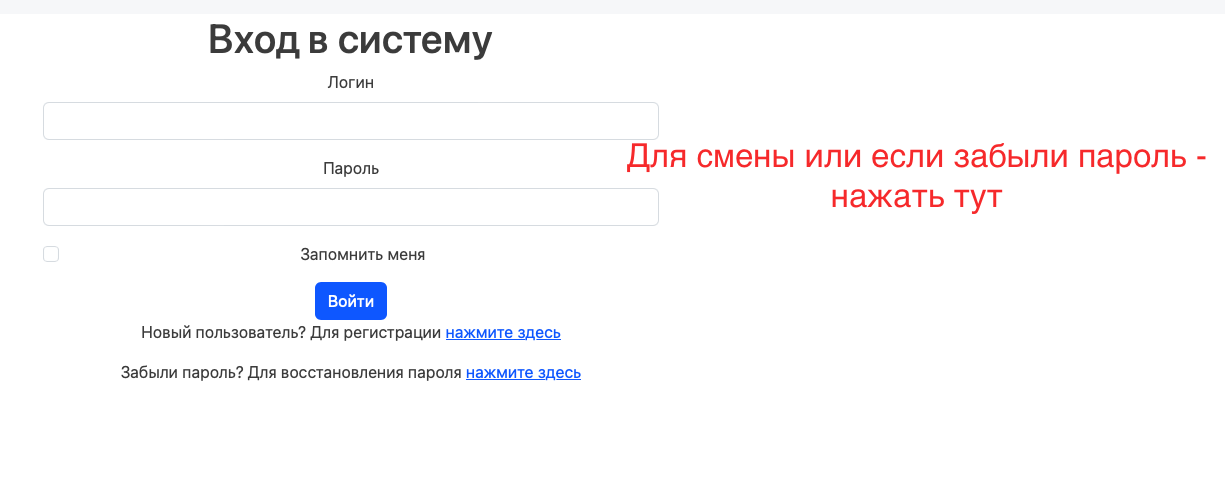 Вход в систему
Логин
Пароль
Для смены или если забыли пароль -
нажать тут
Запомнить меня
Войти
Новый пользователь? Для регистрации нажмите здесь
Забыли пароль? Для восстановления пароля нажмите здесь